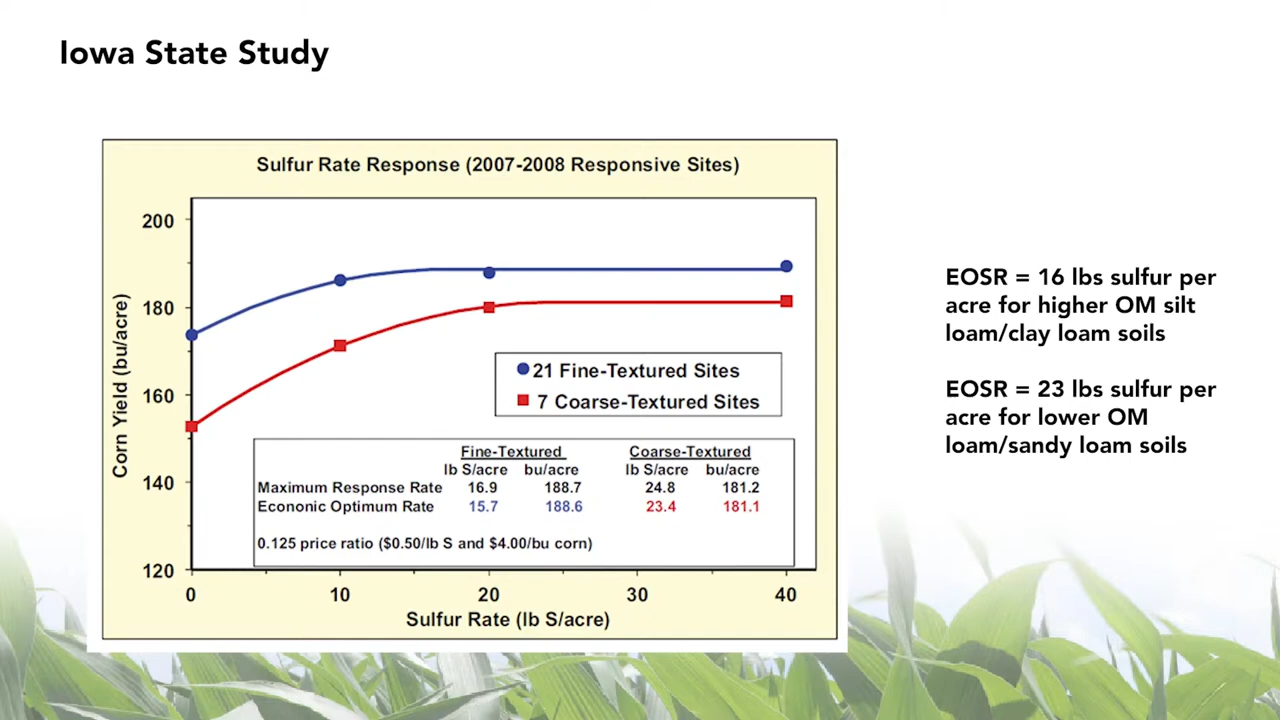 Iowa State Study
Sulfur Rate Response (2007-2008 Responsive Sites)
200
180
160
140
120
Corn Yield (bu/acre)
21 Fine-Textured Sites
7 Coarse-Textured Sites
Fine-Textured Coarse-Textured
lb S/acre bu/acre lb S/acre bu/acre
Maximum Response Rate 16.9 188.7 24.8 181.2
Econonic Optimum Rate 15.7 188.6 23.4 181.1
0.125 price ratio ($0.50/lb S and $4.00/bu corn)
0 10 20 30 40
Sulfur Rate (lb S/acre)
EOSR = 16 lbs sulfur per
acre for higher OM silt
loam/clay loam soils
EOSR = 23 lbs sulfur per
acre for lower OM
loam/sandy loam soils